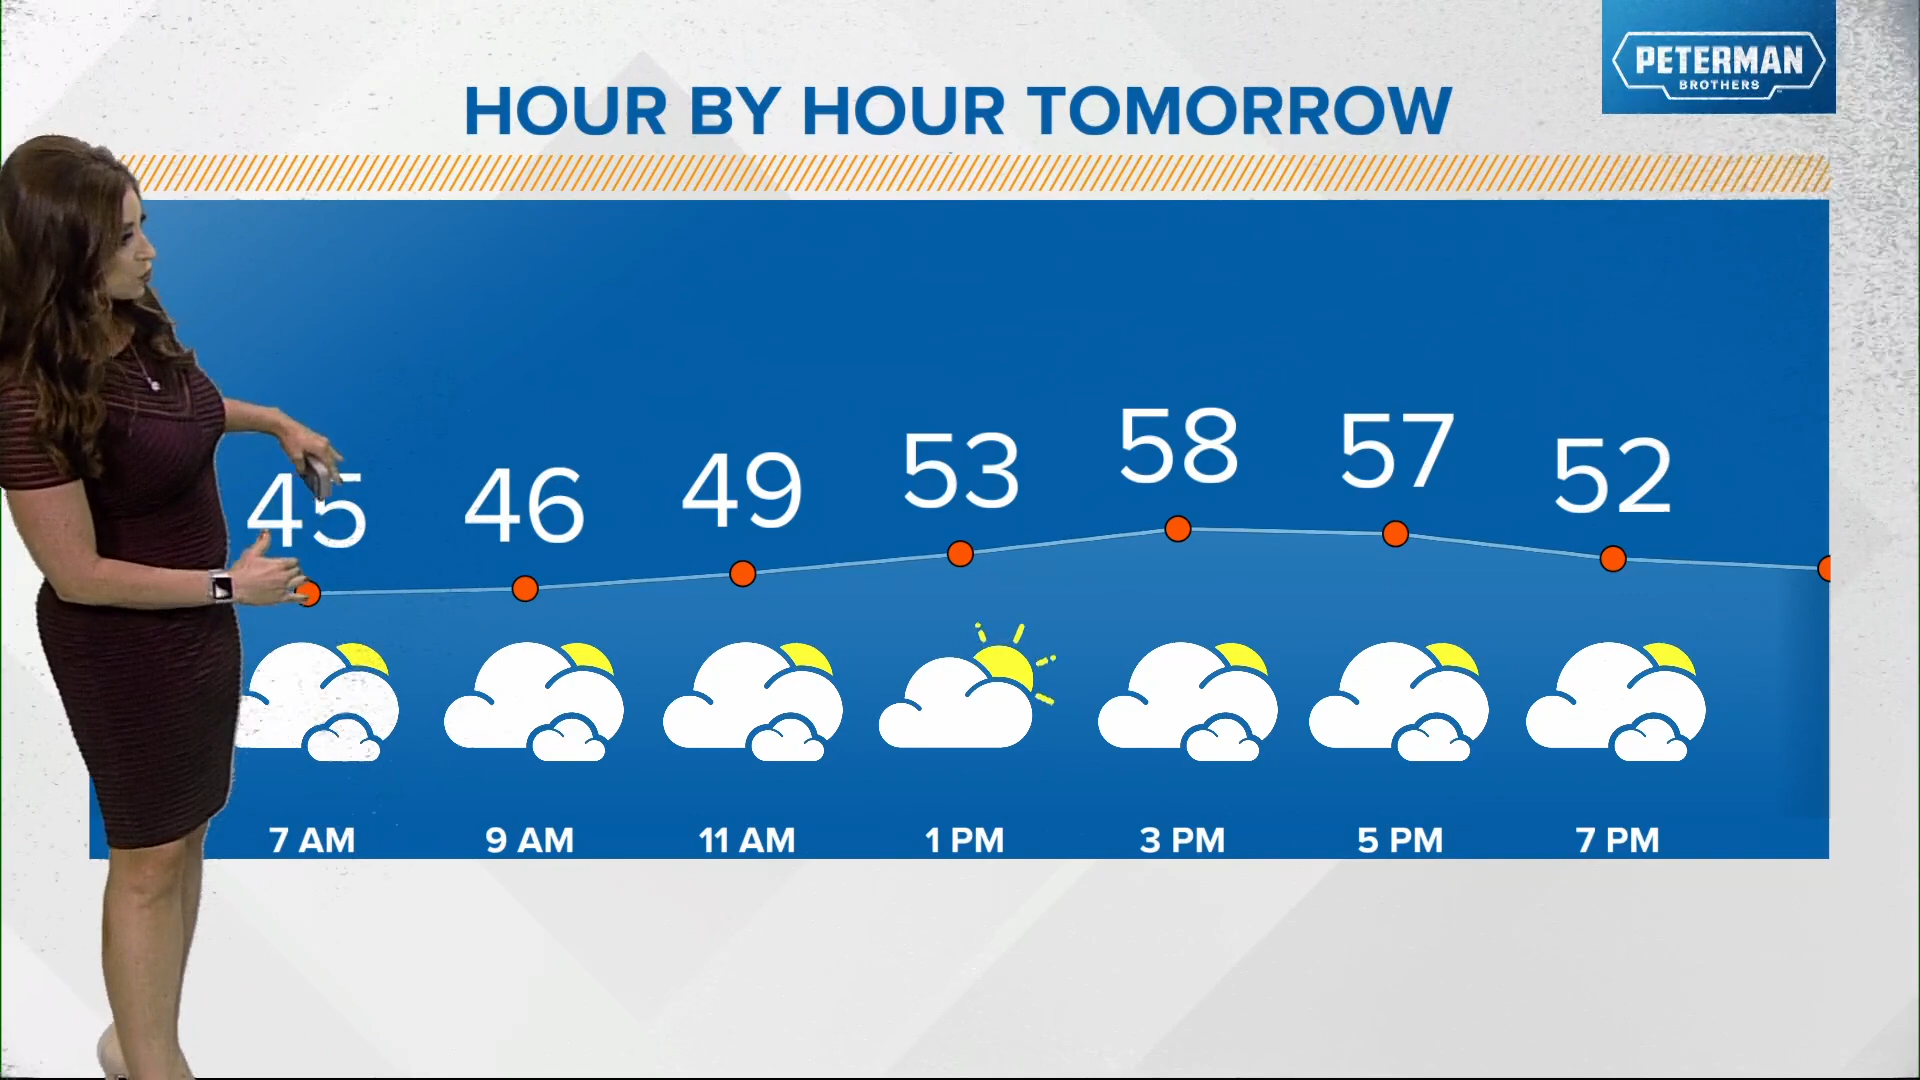 PETERMAN
BROTHERS
HOUR BY HOUR TOMORROW
45 46 49 53 58 57 52
7 AM 9 AM 11 AM 1 PM 3 PM 5 PM 7 PM